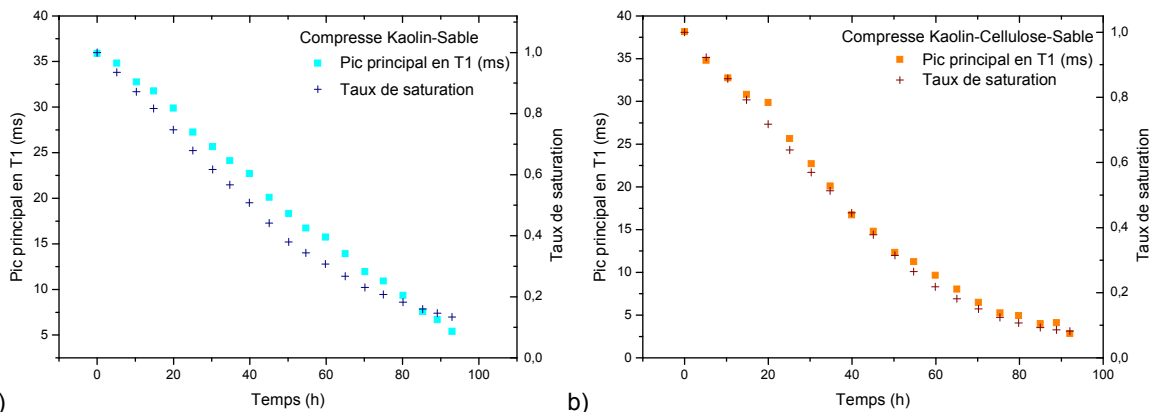 Compresse Kaolin-Sable
Pic principal en T1 (ms)
Taux de saturation
Pic principal en T1 (ms)
40
35
30
25
20
15
10
5
1,0
0,8
0,6
0,4
0,2
0,0
Taux de saturation
0 20 40 60 80 100
Temps (h)
)
Compresse Kaolin-Cellulose-Sable
Pic principal en T1 (ms)
Taux de saturation
Pic principal en T1 (ms)
40
35
30
25
20
15
10
5
0
1,0
0,8
0,6
0,4
0,2
0,0
Taux de saturation
0 20 40 60 80 100
Temps (h)
b)